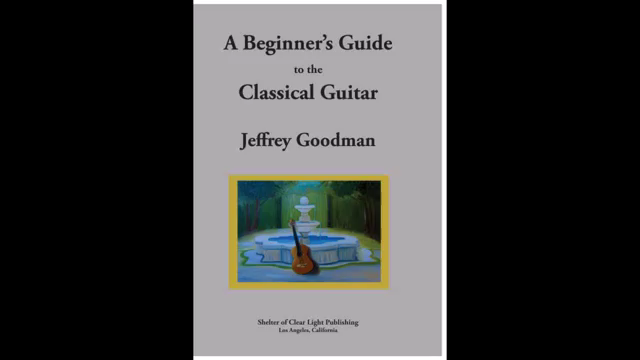 A Beginner's Guide
to the
Classical Guitar
Jeffrey Goodman
Shelter of Clear Light Publishing
Los Angeles, California